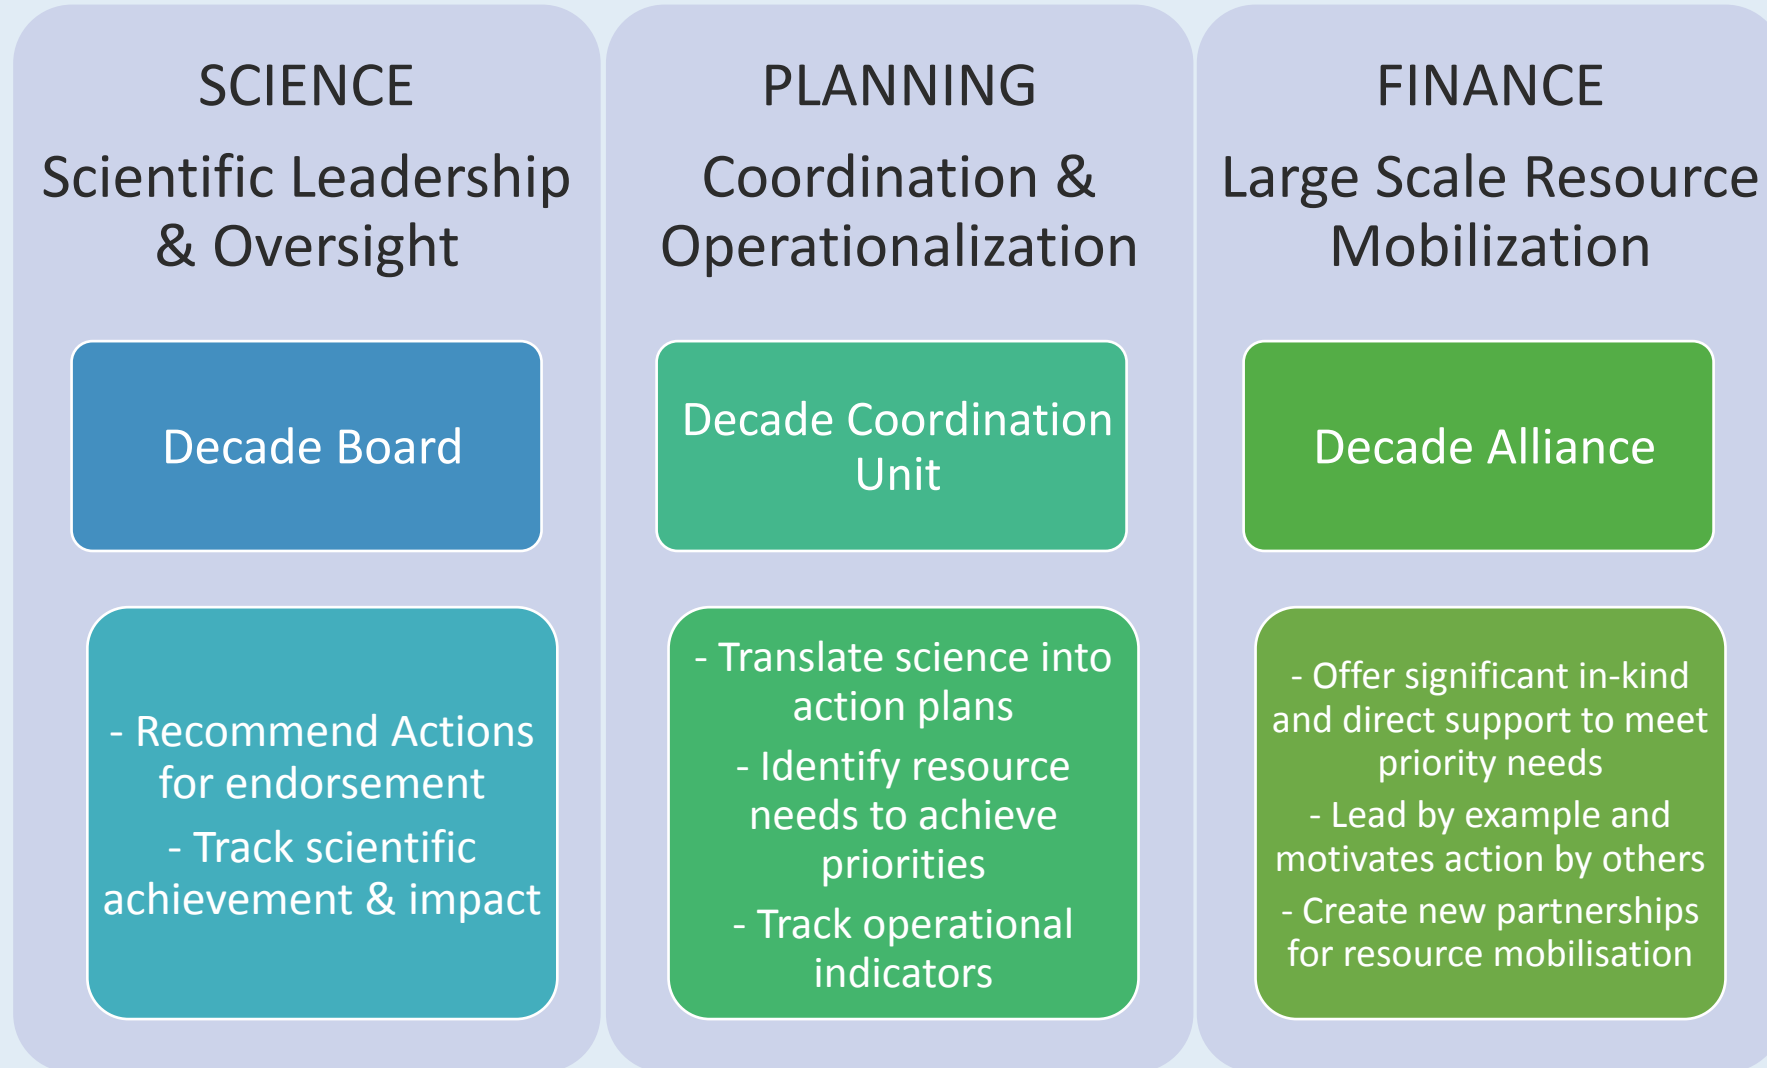 SCIENCE
Scientific Leadership
& Oversight
Decade Board
- Recommend Actions
for endorsement
- Track scientific
achievement & impact
PLANNING
Coordination &
Operationalization
Decade Coordination
Unit
- Translate science into
action plans
- Identify resource
needs to achieve
priorities
- Track operational
indicators
FINANCE
Large Scale Resource
Mobilization
Decade Alliance
- Offer significant in-kind
and direct support to meet
priority needs
- Lead by example and
motivates action by others
- Create new partnerships
for resource mobilisation